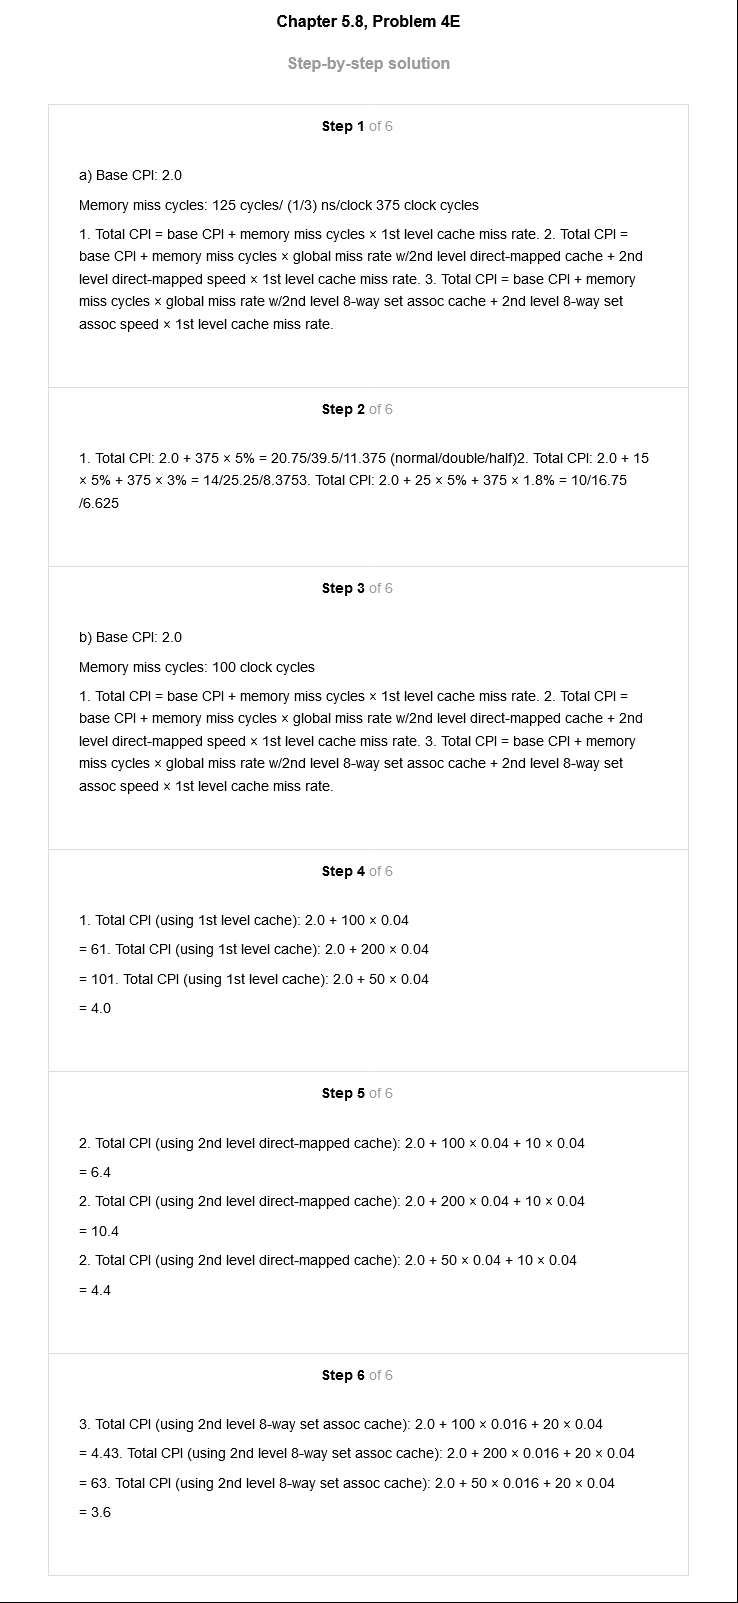 Chapter 5.8, Problem 4E
Step-by-step solution
Step 1 of 6
a) Base CPI: 2.0
Memory miss cycles: 125 cycles/ (1/3) ns/clock 375 clock cycles
1. Total CPI = base CPI + memory miss cycles × 1st level cache miss rate. 2. Total CPI =
base CPI + memory miss cycles × global miss rate w/2nd level direct-mapped cache + 2nd
level direct-mapped speed × 1st level cache miss rate. 3. Total CPI = base CPI + memory
miss cycles × global miss rate w/2nd level 8-way set assoc cache + 2nd level 8-way set
assoc speed × 1st level cache miss rate.
Step 2 of 6
1. Total CPI: 2.0 + 375 × 5% = 20.75/39.5/11.375 (normal/double/half)2. Total CPI: 2.0 + 15
× 5% + 375 × 3% = 14/25.25/8.3753. Total CPI: 2.0 + 25 × 5% + 375 × 1.8% = 10/16.75
/6.625
Step 3 of 6
b) Base CPI: 2.0
Memory miss cycles: 100 clock cycles
1. Total CPI = base CPI + memory miss cycles × 1st level cache miss rate. 2. Total CPI =
base CPI + memory miss cycles × global miss rate w/2nd level direct-mapped cache + 2nd
level direct-mapped speed × 1st level cache miss rate. 3. Total CPI = base CPI + memory
miss cycles × global miss rate w/2nd level 8-way set assoc cache + 2nd level 8-way set
assoc speed × 1st level cache miss rate.
Step 4 of 6
1. Total CPI (using 1st level cache): 2.0 + 100 × 0.04
= 61. Total CPI (using 1st level cache): 2.0 + 200 × 0.04
= 101. Total CPI (using 1st level cache): 2.0 + 50 × 0.04
= 4.0
Step 5 of 6
2. Total CPI (using 2nd level direct-mapped cache): 2.0 + 100 × 0.04 + 10 × 0.04
= 6.4
2. Total CPI (using 2nd level direct-mapped cache): 2.0 + 200 × 0.04 + 10 × 0.04
= 10.4
2. Total CPI (using 2nd level direct-mapped cache): 2.0 + 50 × 0.04 + 10 × 0.04
= 4.4
Step 6 of 6
3. Total CPI (using 2nd level 8-way set assoc cache): 2.0 + 100 × 0.016 + 20 × 0.04
= 4.43. Total CPI (using 2nd level 8-way set assoc cache): 2.0 + 200 × 0.016 + 20 × 0.04
= 63. Total CPI (using 2nd level 8-way set assoc cache): 2.0 + 50 × 0.016 + 20 × 0.04
= 3.6